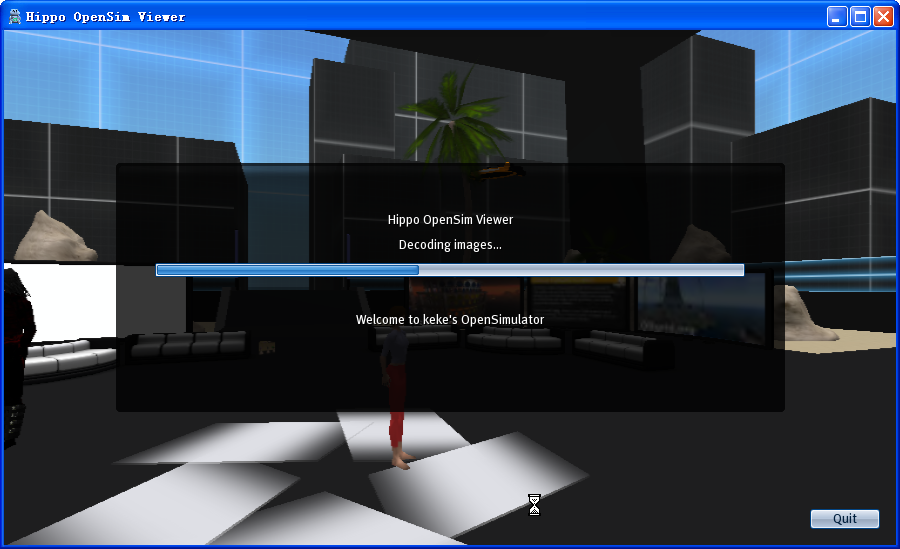 Hippo OpenSim Viewer
Hippo OpenSim Viewer
Decoding images...
Welcome to keke's OpenSimulator
Quit